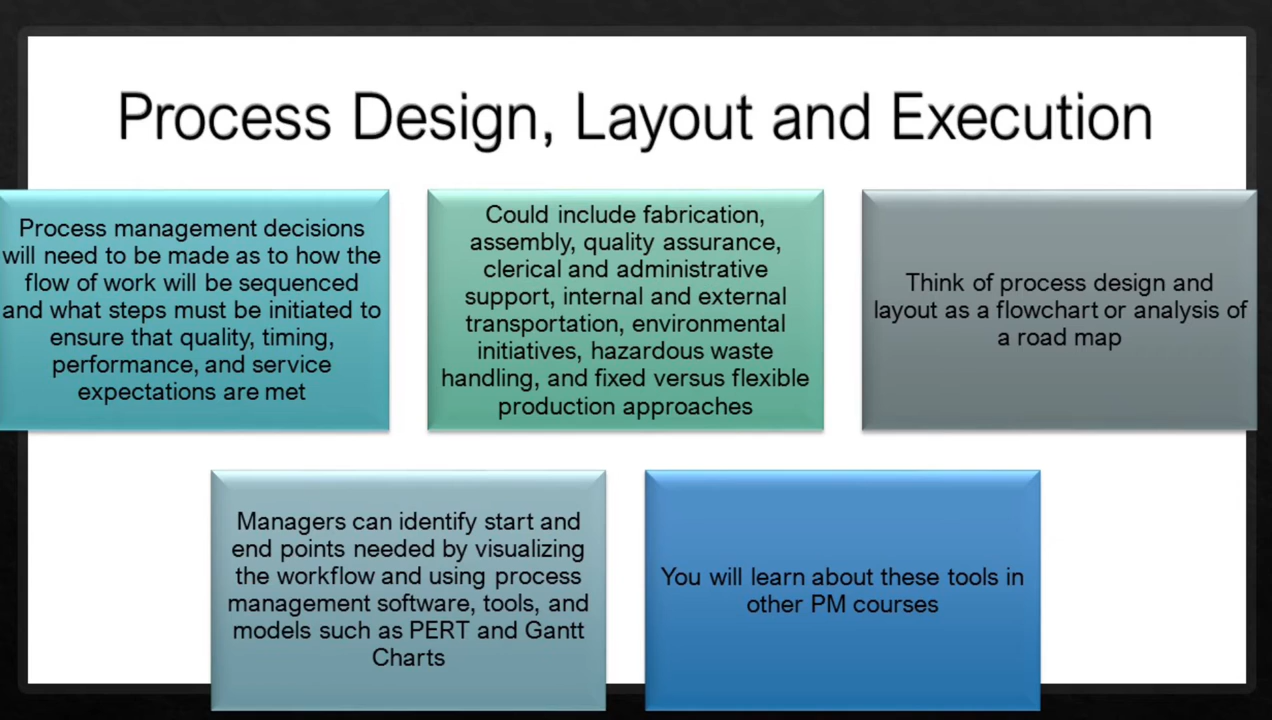 Process Design, Layout and Execution
Process management decisions
will need to be made as to how the
flow of work will be sequenced
and what steps must be initiated to
ensure that quality, timing,
performance, and service
expectations are met
Could include fabrication,
assembly, quality assurance,
clerical and administrative
support, internal and external
transportation, environmental
initiatives, hazardous waste
handling, and fixed versus flexible
production approaches
Think of process design and
layout as a flowchart or analysis of
a road map
Managers can identify start and
end points needed by visualizing
the workflow and using process
management software, tools, and
models such as PERT and Gantt
Charts
You will learn about these tools in
other PM courses